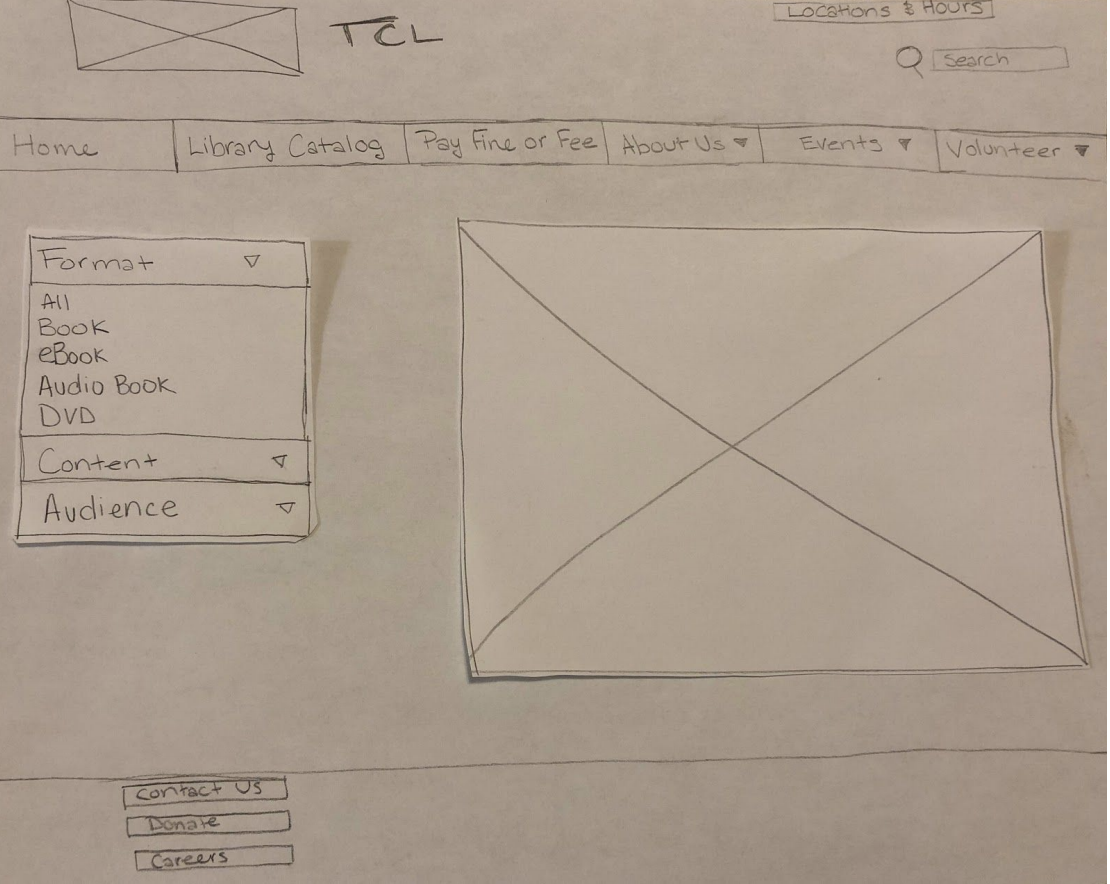 TCL
Locations & Hours
Search
Home
Library Catalog
Pay Fine or Fee
About Us
Events
Volunteer
Format
All
Book
eBook
Audio Book
DVD
Content
Audience
Contact Us
Donate
Careers